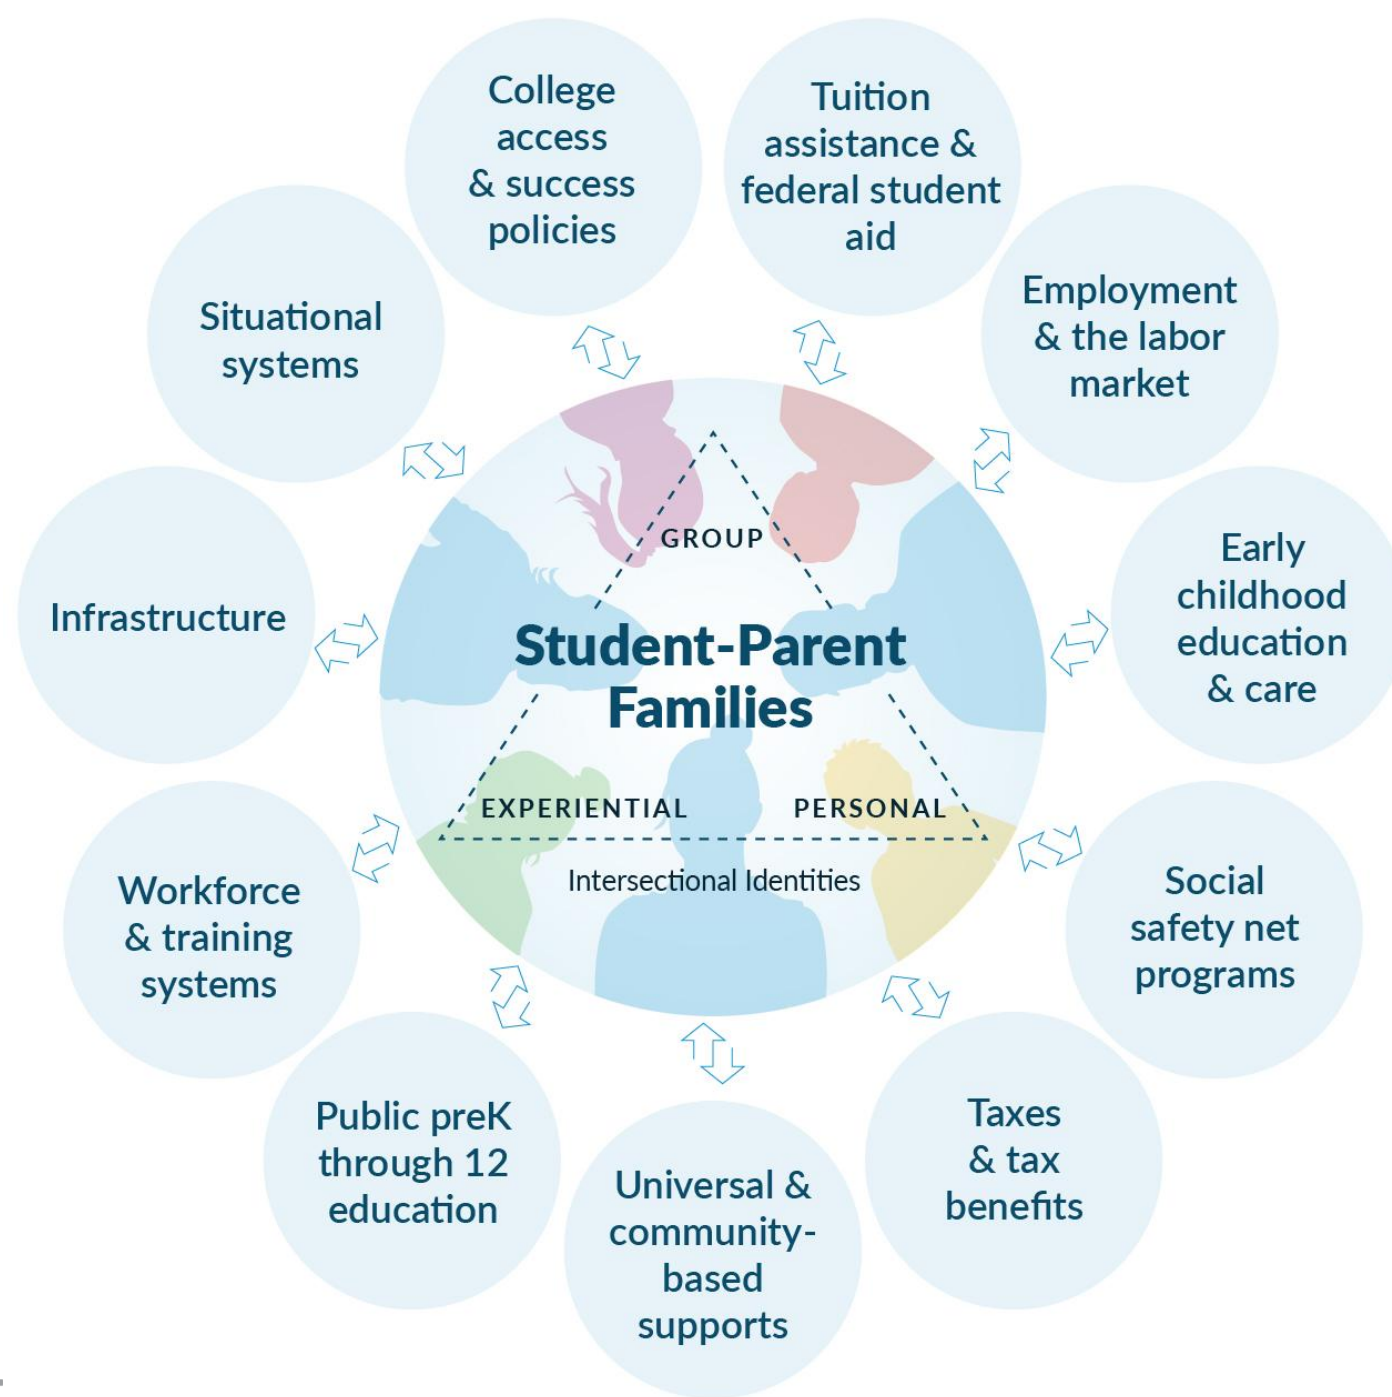 College
access
& success
policies
Tuition
assistance &
federal student
aid
Situational
systems
Employment
& the labor
market
Infrastructure
Early
childhood
education
& care
GROUP
Student-Parent
Families
EXPERIENTIAL
PERSONAL
Intersectional Identities
Workforce
& training
systems
Social
safety net
programs
Public preK
through 12
education
Universal &
community-
based
supports
Taxes
& tax
benefits